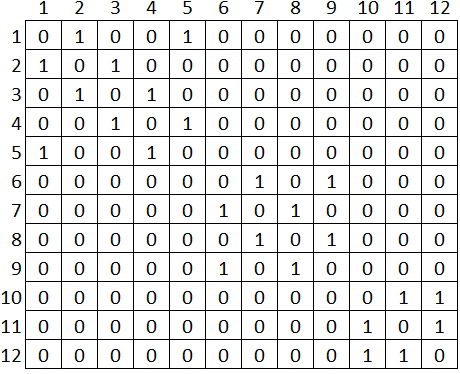 1 2 3 4 5 6 7 8 9 10 11 12
1 0 1 0 0 1 0 0 0 0 0 0 0
2 1 0 1 0 0 0 0 0 0 0 0 0
3 0 1 0 1 0 0 0 0 0 0 0 0
4 0 0 1 0 1 0 0 0 0 0 0 0
5 1 0 0 1 0 0 0 0 0 0 0 0
6 0 0 0 0 0 0 1 0 1 0 0 0
7 0 0 0 0 0 1 0 1 0 0 0 0
8 0 0 0 0 0 0 1 0 1 0 0 0
9 0 0 0 0 0 1 0 1 0 0 0 0
10 0 0 0 0 0 0 0 0 0 0 1 1
11 0 0 0 0 0 0 0 0 0 1 0 1
12 0 0 0 0 0 0 0 0 0 1 1 0